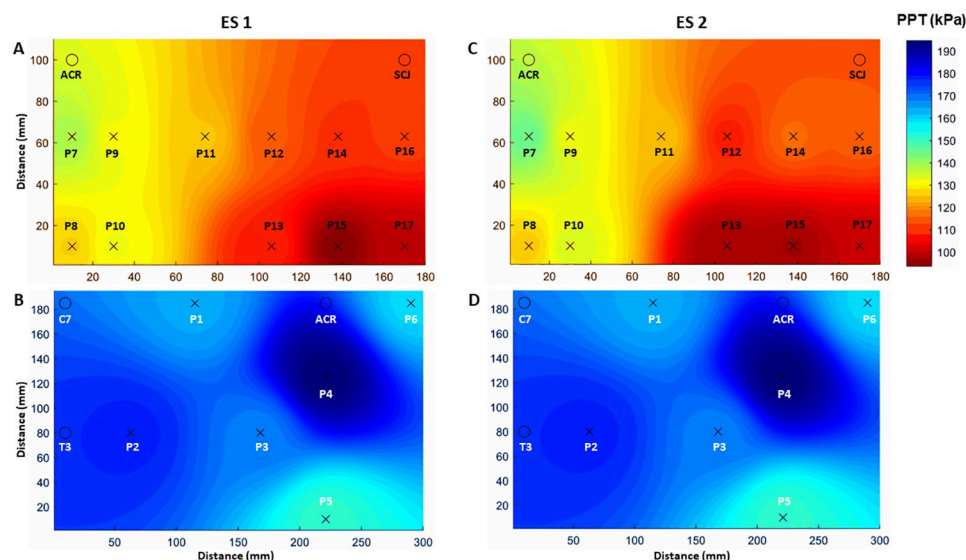 ES 1
ES 2
PPT (kPa)
A
C
Distance (mm)
100
80
60
40
20
ACR
SCJ
P7
P9
P11
P12
P14
P16
P8
P10
P13
P15
P17
20
40
60
80
100
120
140
160
180
Distance (mm)
100
80
60
40
20
ACR
SCJ
P7
P9
P11
P12
P14
P16
P8
P10
P13
P15
P17
20
40
60
80
100
120
140
160
180
190
180
170
160
150
140
130
120
110
100
B
D
Distance (mm)
180
160
140
120
100
80
60
40
20
C7
P1
ACR
P6
P4
T3
P2
P3
P5
50
100
150
200
250
300
Distance (mm)
180
160
140
120
100
80
60
40
20
C7
P1
ACR
P6
P4
T3
P2
P3
P5
50
100
150
200
250
300
Distance (mm)